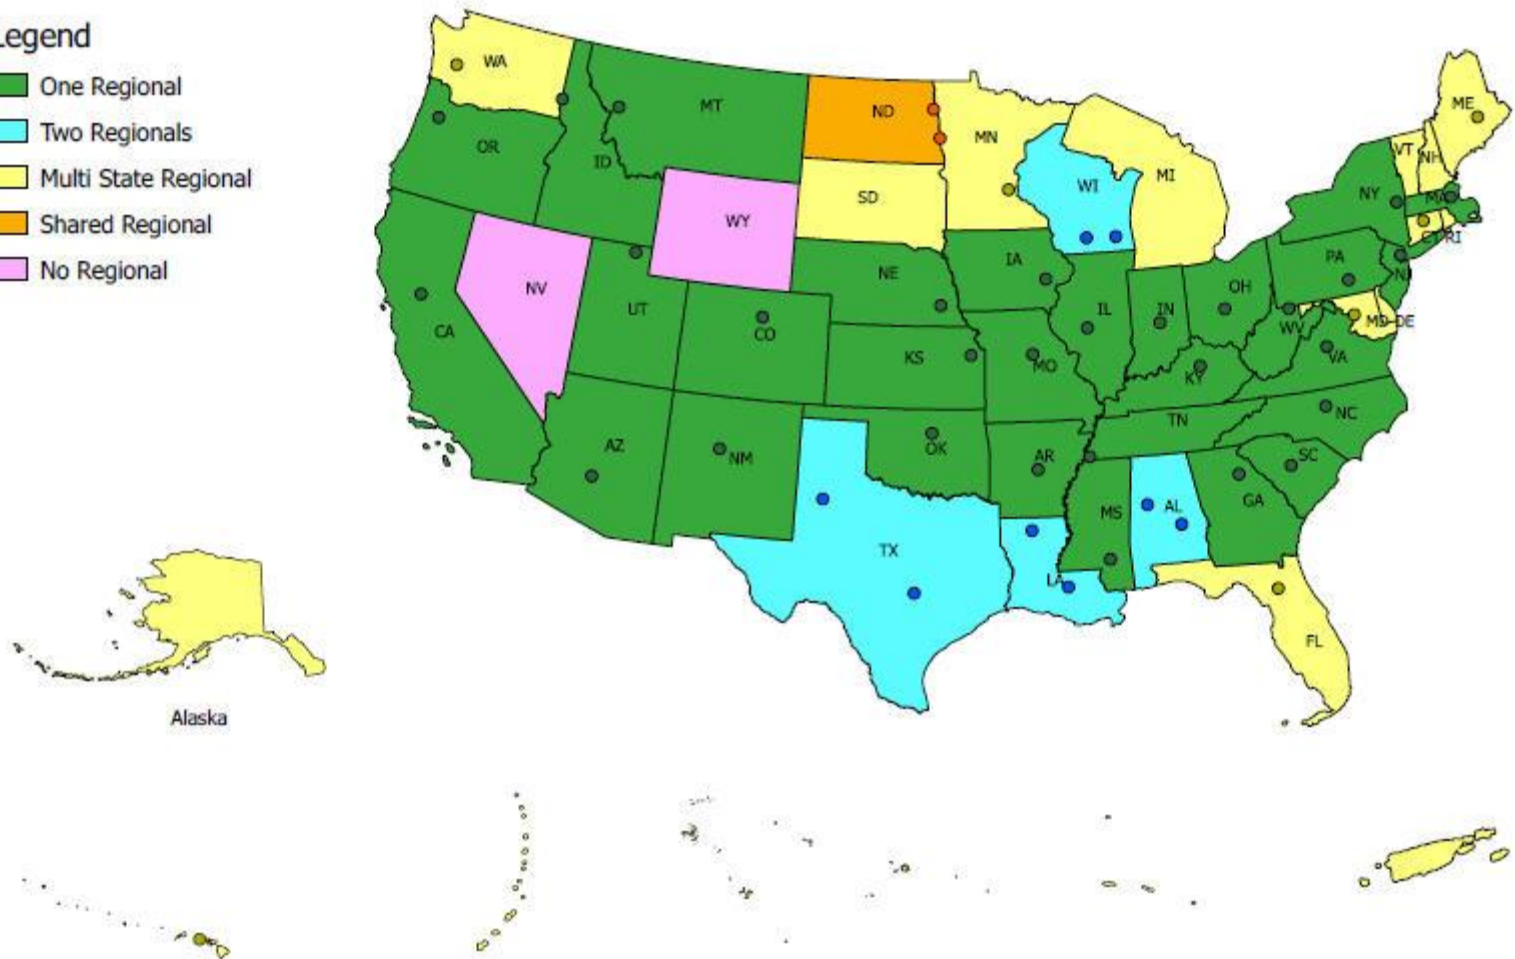 Legend
One Regional
Two Regionals
Multi State Regional
Shared Regional
No Regional
WA
MT
ND
MN
ME
VT
NH
OR
ID
SD
WI
MI
NY
MA
WY
CT RI
NV
NE
IA
PA
NJ
UT
CA
CO
IL
IN
OH
WV
MD DE
KS
MO
KY
VA
TN
NC
AZ
NM
OK
AR
SC
MS
AL
GA
TX
LA
FL
Alaska